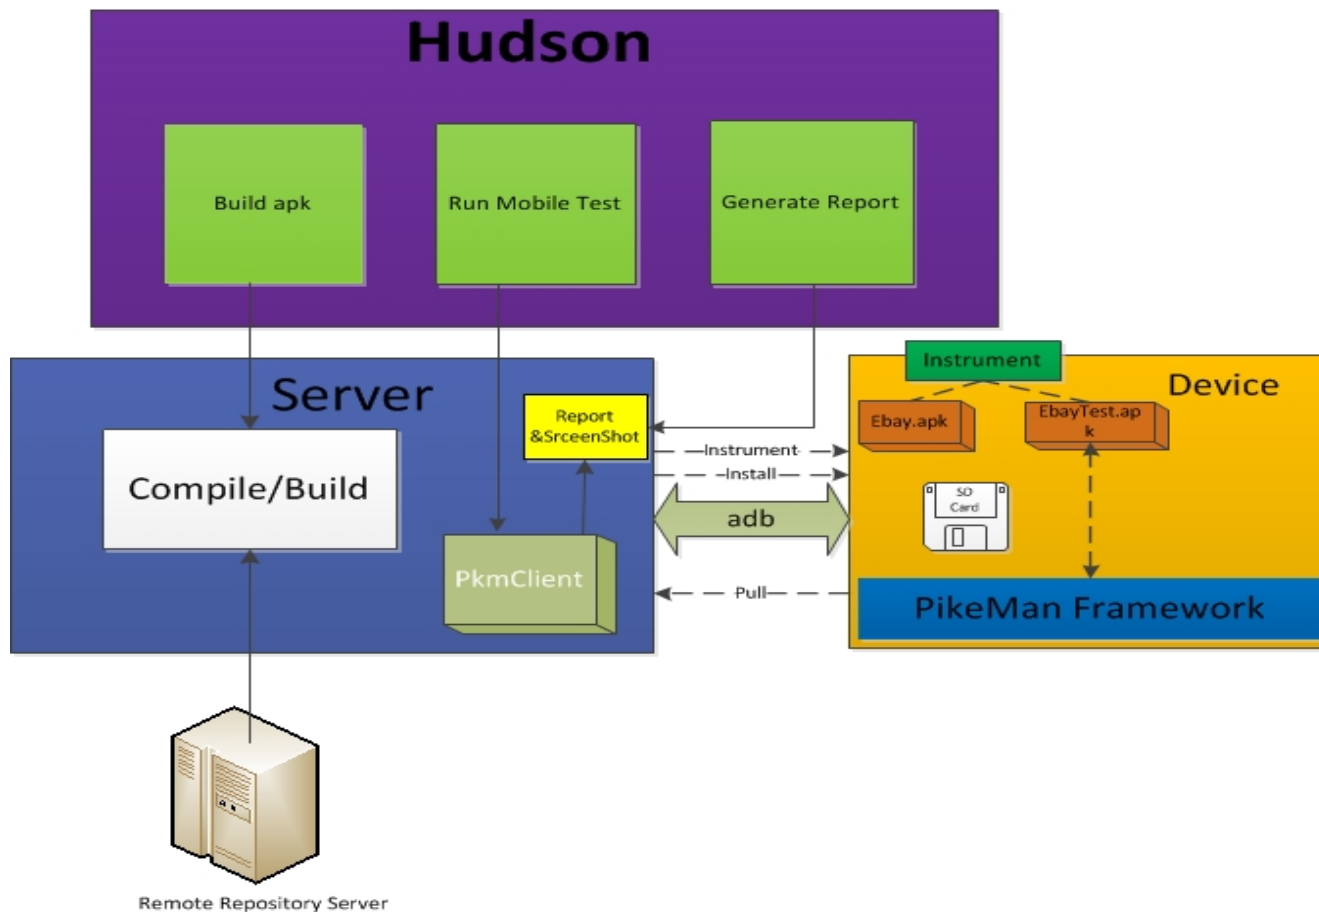 Hudson
Build apk
Run Mobile Test
Generate Report
Server
Report
&SrceenShot
Compile/Build
PkmClient
Instrument
Install
adb
Pull
Instrument
Device
Ebay.apk
EbayTest.ap
k
SD
Card
PikeMan Framework
Remote Repository Server